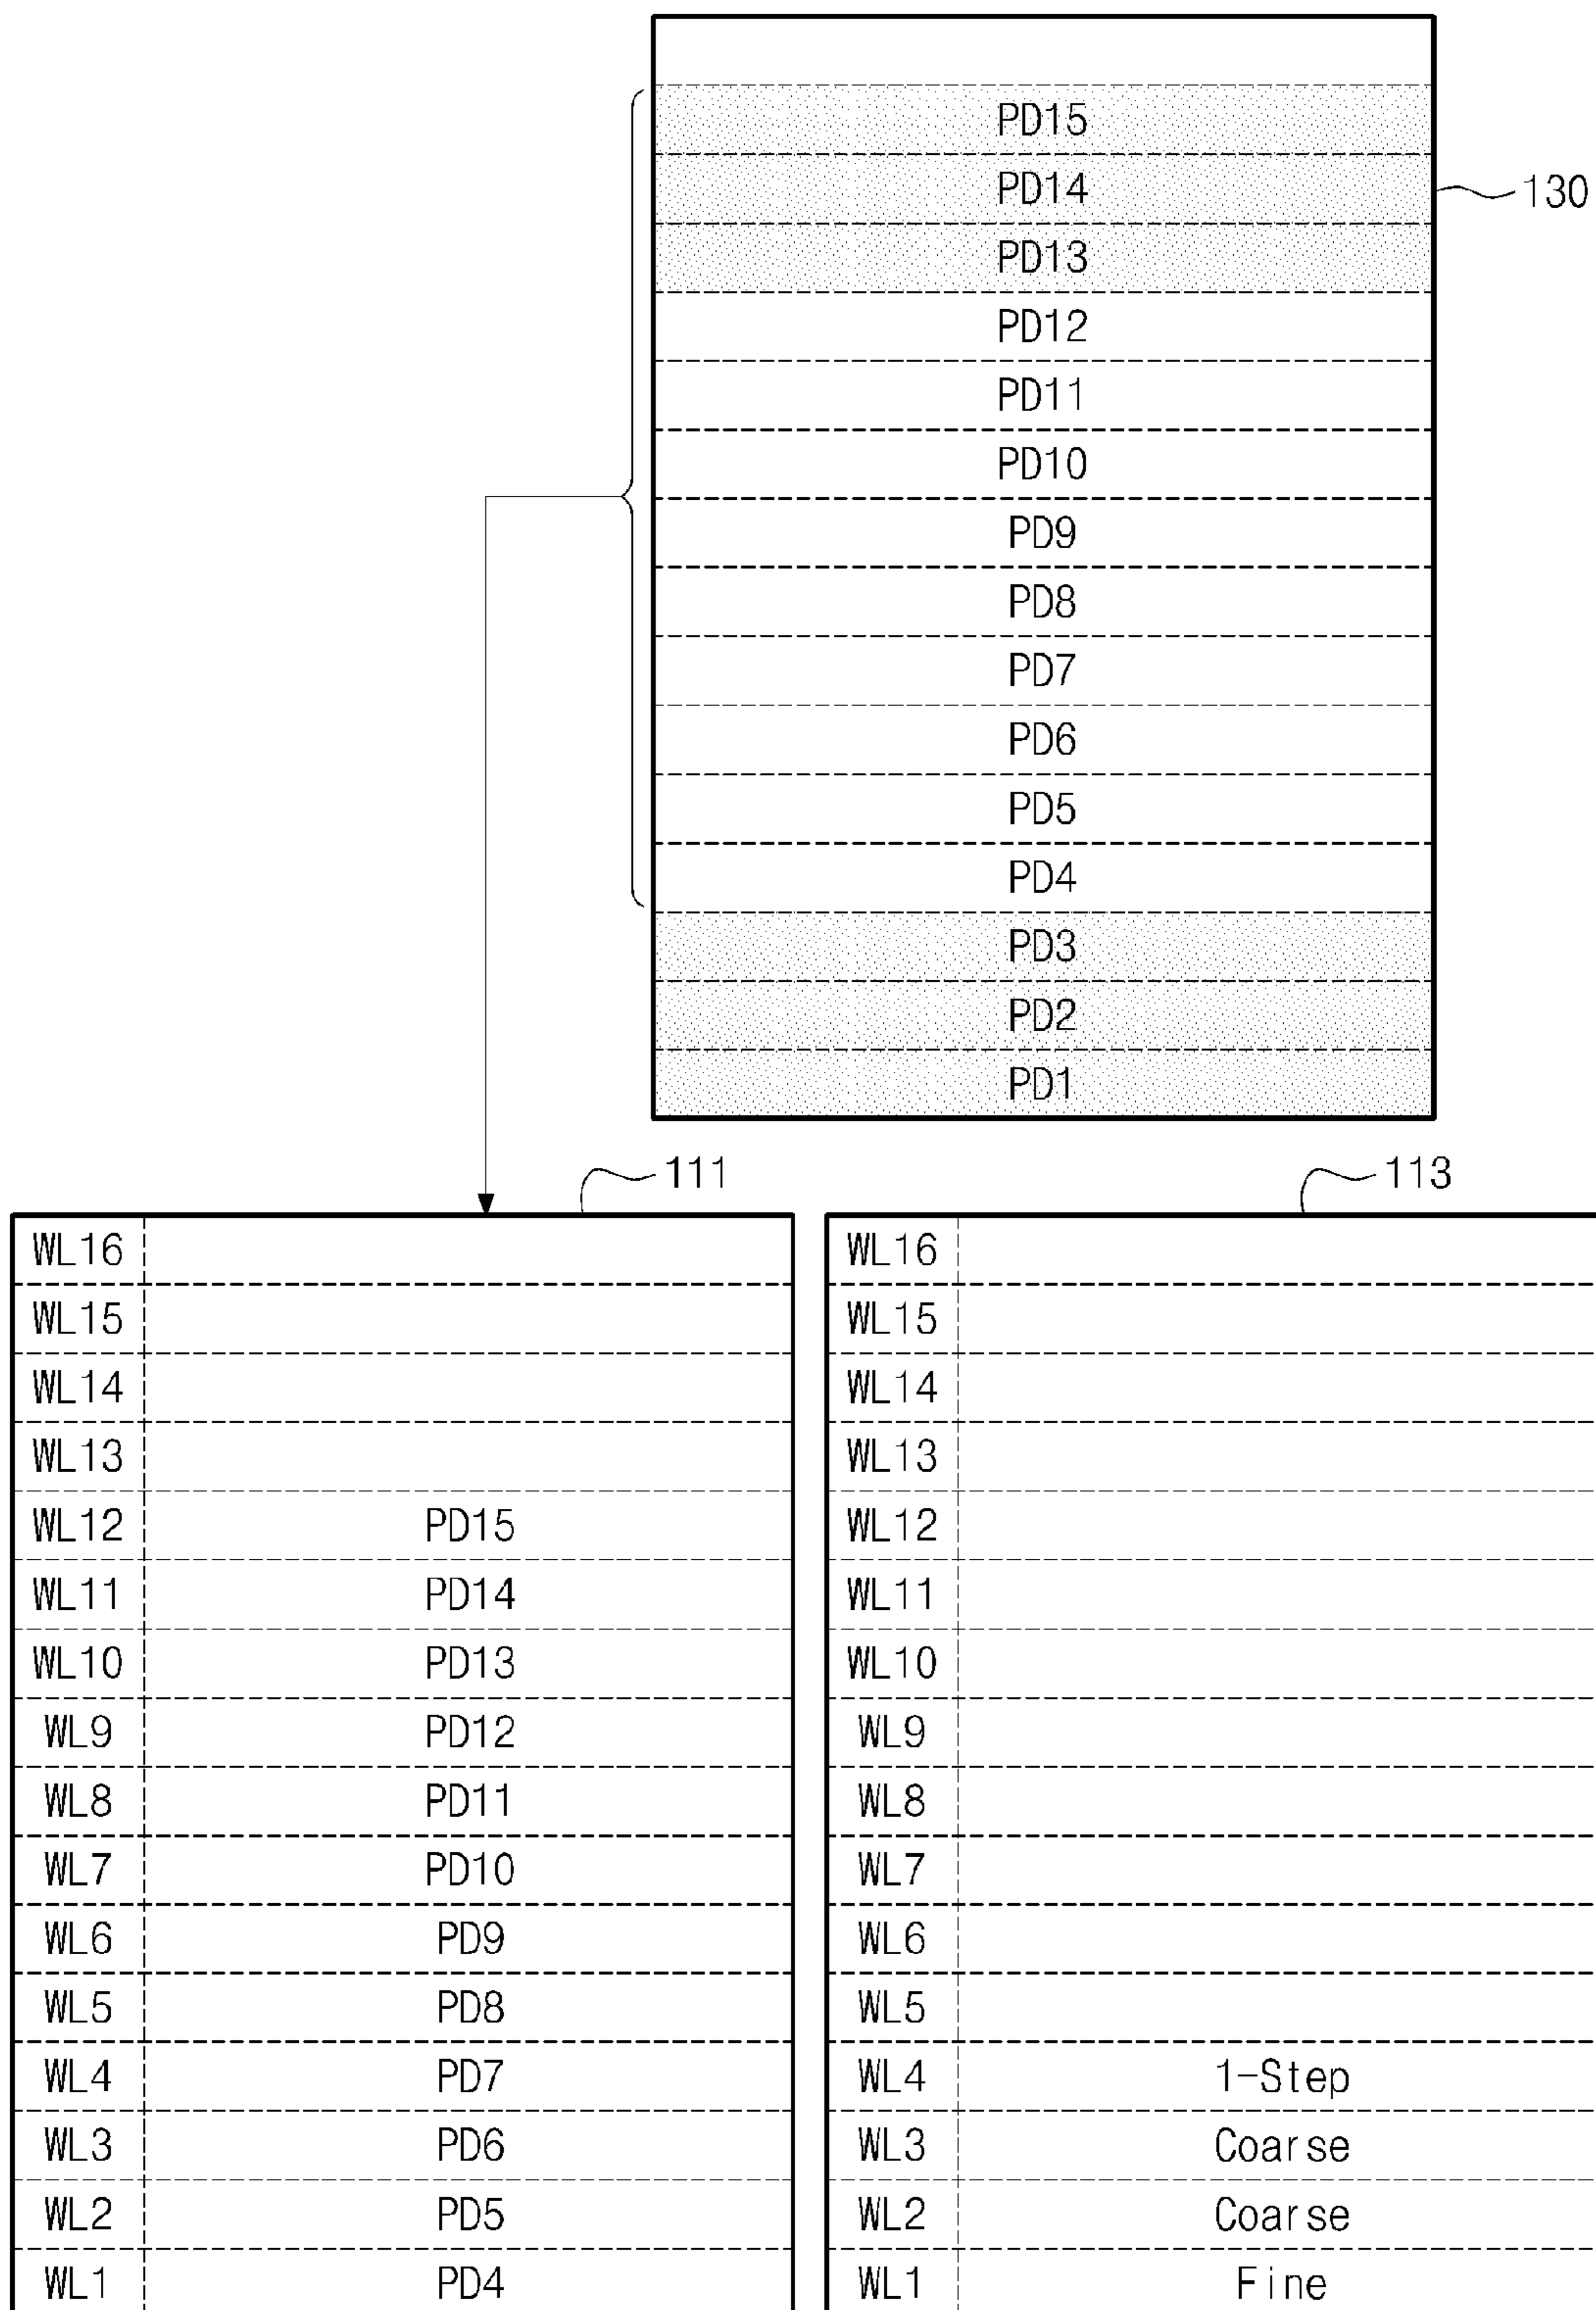 PD15
PD14
130
PD13
PD12
PD11
PD10
PD9
PD8
PD7
PD6
PD5
PD4
PD3
PD2
PD1
111
113
WL16
WL15
WL14
WL13
WL12 PD15
WL11 PD14
WL10 PD13
WL9 PD12
WL8 PD11
WL7 PD10
WL6 PD9
WL5 PD8
WL4 PD7
WL3 PD6
WL2 PD5
WL1 PD4
WL16
WL15
WL14
WL13
WL12
WL11
WL10
WL9
WL8
WL7
WL6
WL5
WL4 1-Step
WL3 Coarse
WL2 Coarse
WL1 Fine